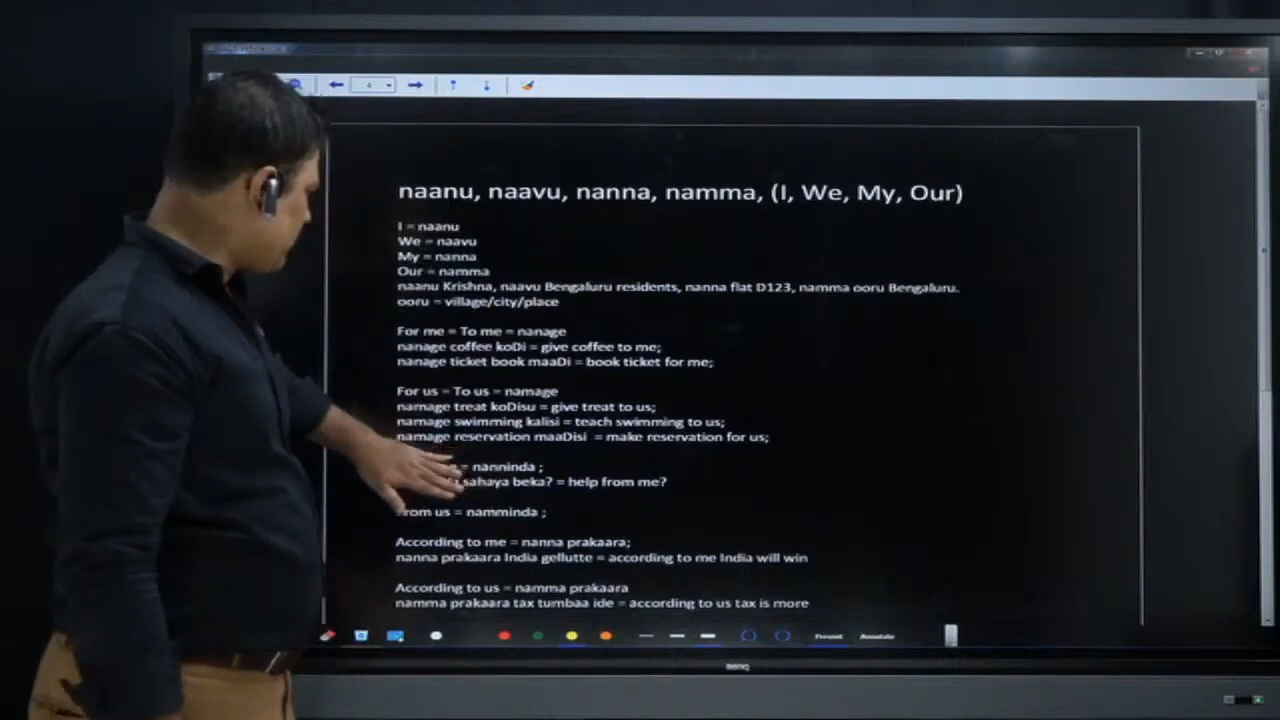 naanu, naavu, nanna, namma, (I, We, My, Our)
I = naanu
We = naavu
My = nanna
Our = namma
naanu Krishna, naavu Bengaluru residents, nanna flat D123, namma ooru Bengaluru.
ooru = village/city/place
For me = To me = nanage
nanage coffee koDi = give coffee to me;
nanage ticket book maaDi = book ticket for me;
For us = To us = namage
namage treat koDisu = give treat to us;
namage swimming kalisi = teach swimming to us;
namage reservation maaDisi = make reservation for us;
= nanninda ;
sahaya beka? = help from me?
From us = namminda ;
According to me = nanna prakaara;
nanna prakaara India gellutte = according to me India will win
According to us = namma prakaara
namma prakaara tax tumbaa ide = according to us tax is more
Present Annotate
BenQ